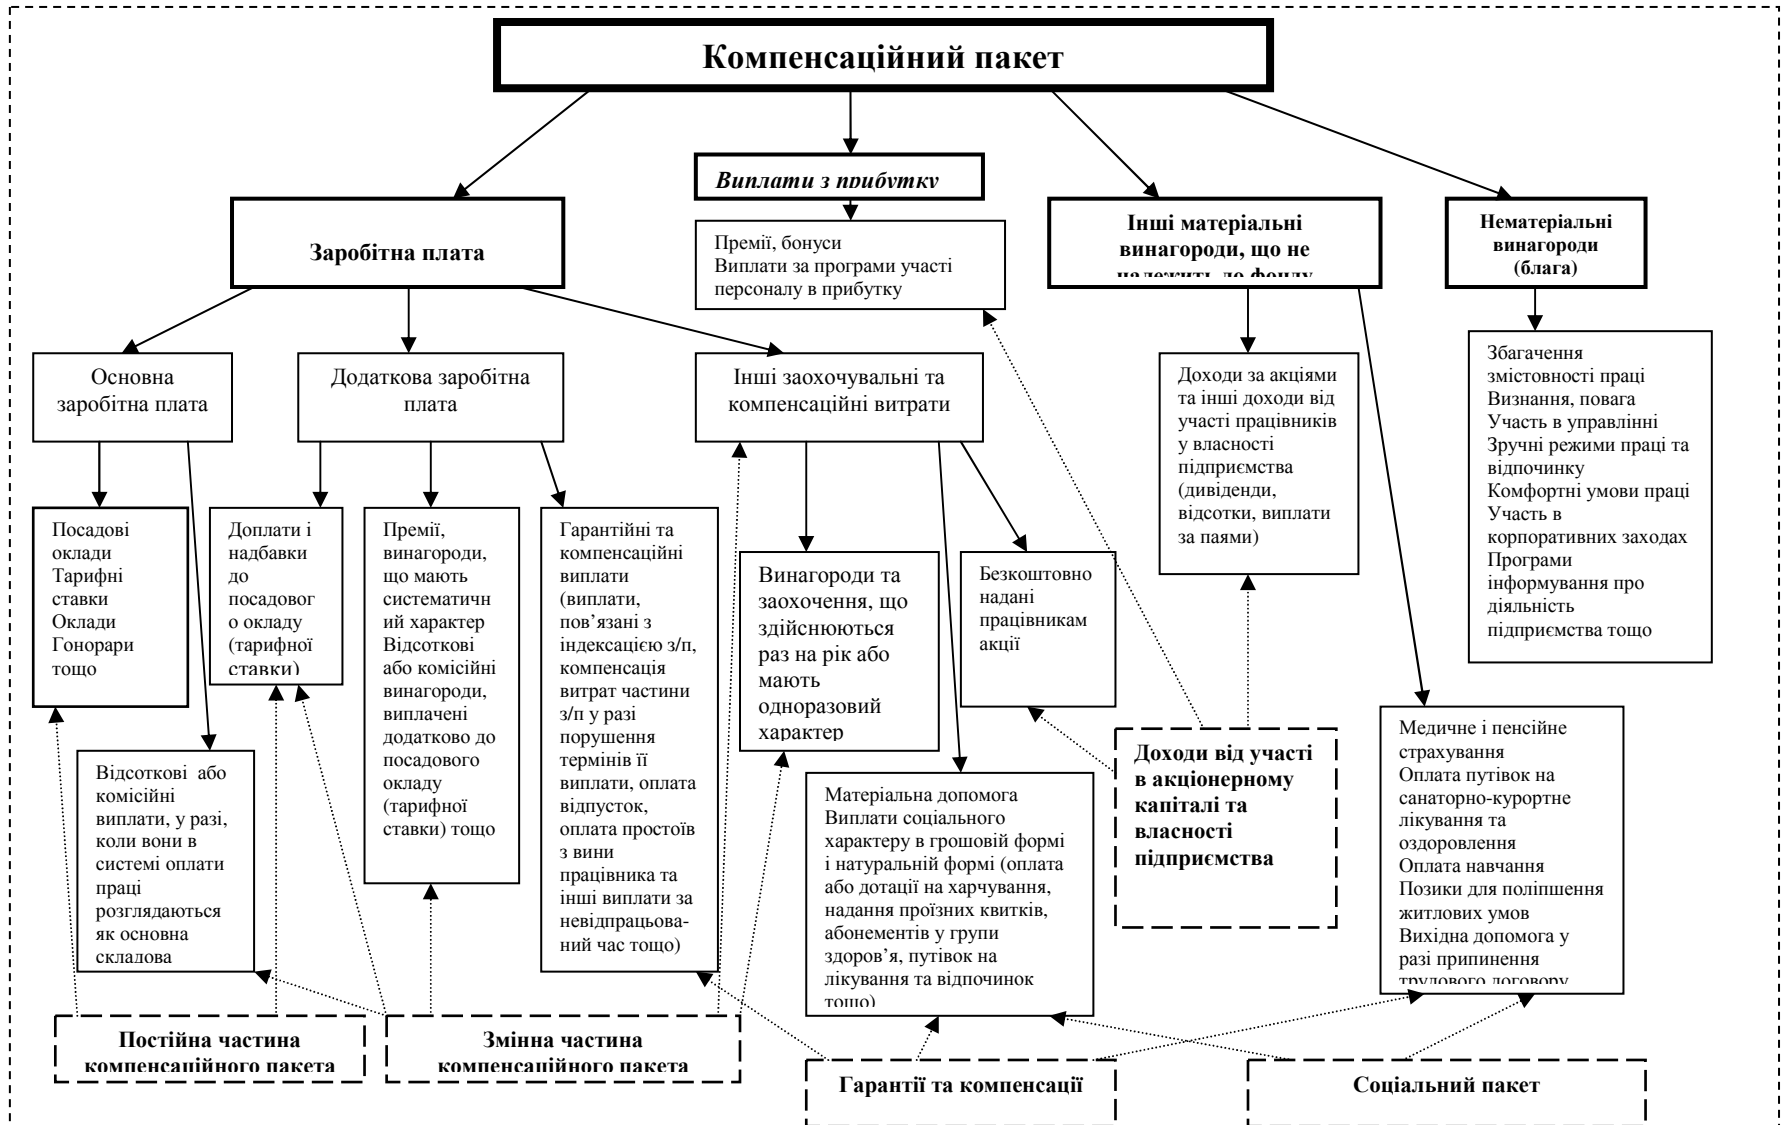 Компенсаційний пакет
Виплати з прибутку
Заробітна плата
Премії, бонуси
Виплати за програми участі
персоналу в прибутку
Інші матеріальні
винагороди, що не
належить до фонду
Нематеріальні
винагороди
(блага)
Основна
заробітна плата
Додаткова заробітна
плата
Інші заохочувальні та
компенсаційні витрати
Доходи за акціями
та інші доходи від
участі працівників
у власності
підприємства
(дивіденди,
відсотки, виплати
за паями)
Збагачення
змістовності праці
Визнання, повага
Участь в управлінні
Зручні режими праці та
відпочинку
Комфортні умови праці
Участь в
корпоративних заходах
Програми
інформування про
діяльність
підприємства тощо
Посадові
оклади
Тарифні
ставки
Оклади
Гонорари
тощо
Доплати і
надбавки
до
посадовог
о окладу
(тарифної
ставки)
Премії,
винагороди,
що мають
систематичн
ий характер
Відсоткові
або комісійні
винагороди,
виплачені
додатково до
посадового
окладу
(тарифної
ставки) тощо
Гарантійні та
компенсаційні
виплати
(виплати,
пов’язані з
індексацією з/п,
компенсація
витрат частини
з/п у разі
порушення
термінів її
виплати, оплата
відпусток,
оплата простоїв
з вини
працівника та
інші виплати за
невідпрацьова-
ний час тощо)
Винагороди та
заохочення, що
здійснюються
раз на рік або
мають
одноразовий
характер
Безкоштовно
надані
працівникам
акції
Відсоткові або
комісійні
виплати, у разі,
коли вони в
системі оплати
праці
розглядаються
як основна
складова
Матеріальна допомога
Виплати соціального
характеру в грошовій формі
і натуральній формі (оплата
або дотації на харчування,
надання проїзних квитків,
абонементів у групи
здоров’я, путівок на
лікування та відпочинок
тощо)
Доходи від участі
в акціонерному
капіталі та
власності
підприємства
Медичне і пенсійне
страхування
Оплата путівок на
санаторно-курортне
лікування та
оздоровлення
Оплата навчання
Позики для поліпшення
житлових умов
Вихідна допомога у
разі припинення
трудового договору
Постійна частина
компенсаційного пакета
Змінна частина
компенсаційного пакета
Гарантії та компенсації
Соціальний пакет